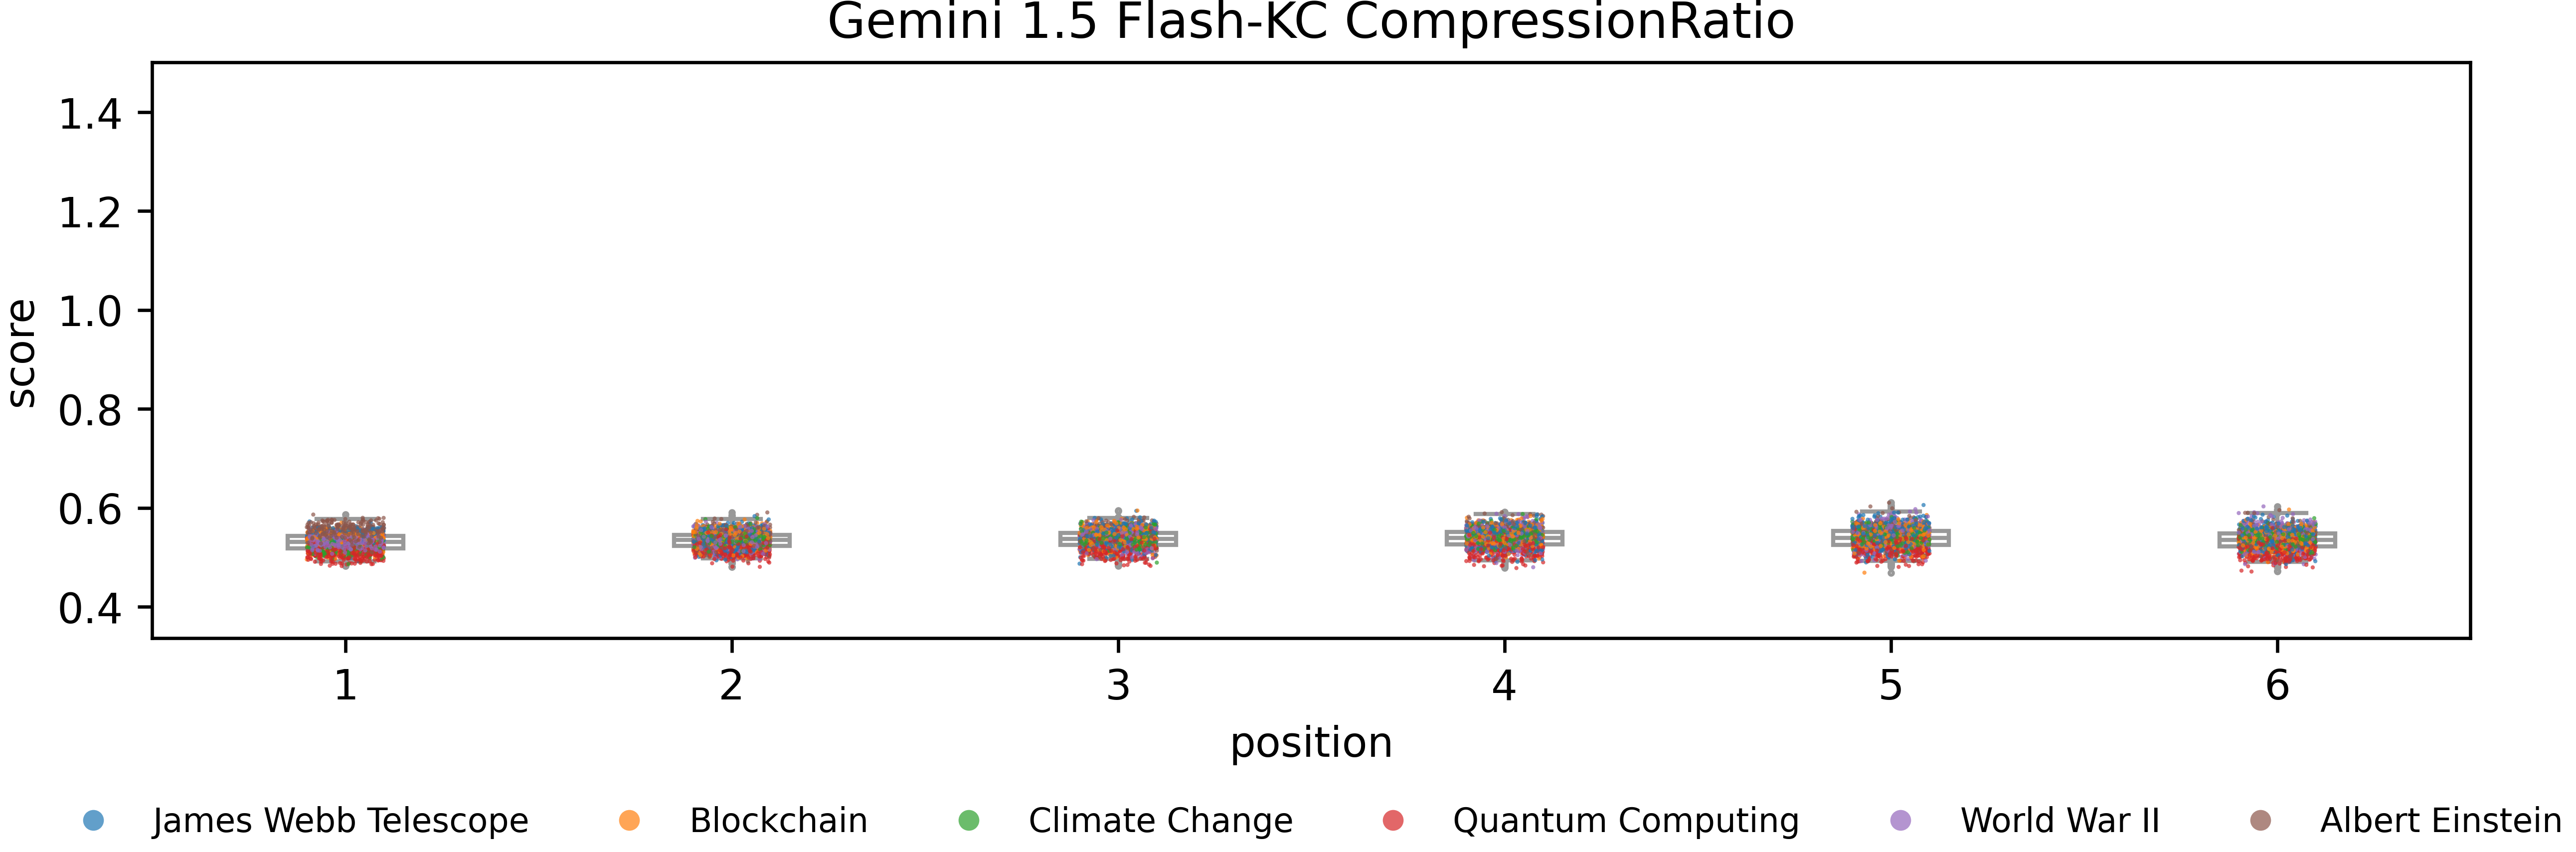 Gemini 1.5 Flash-KC CompressionRatio
1.4
1.2
1.0
0.8
0.6
0.4
score
1 2 3 4 5 6
position
James Webb Telescope Blockchain Climate Change Quantum Computing World War II Albert Einstein